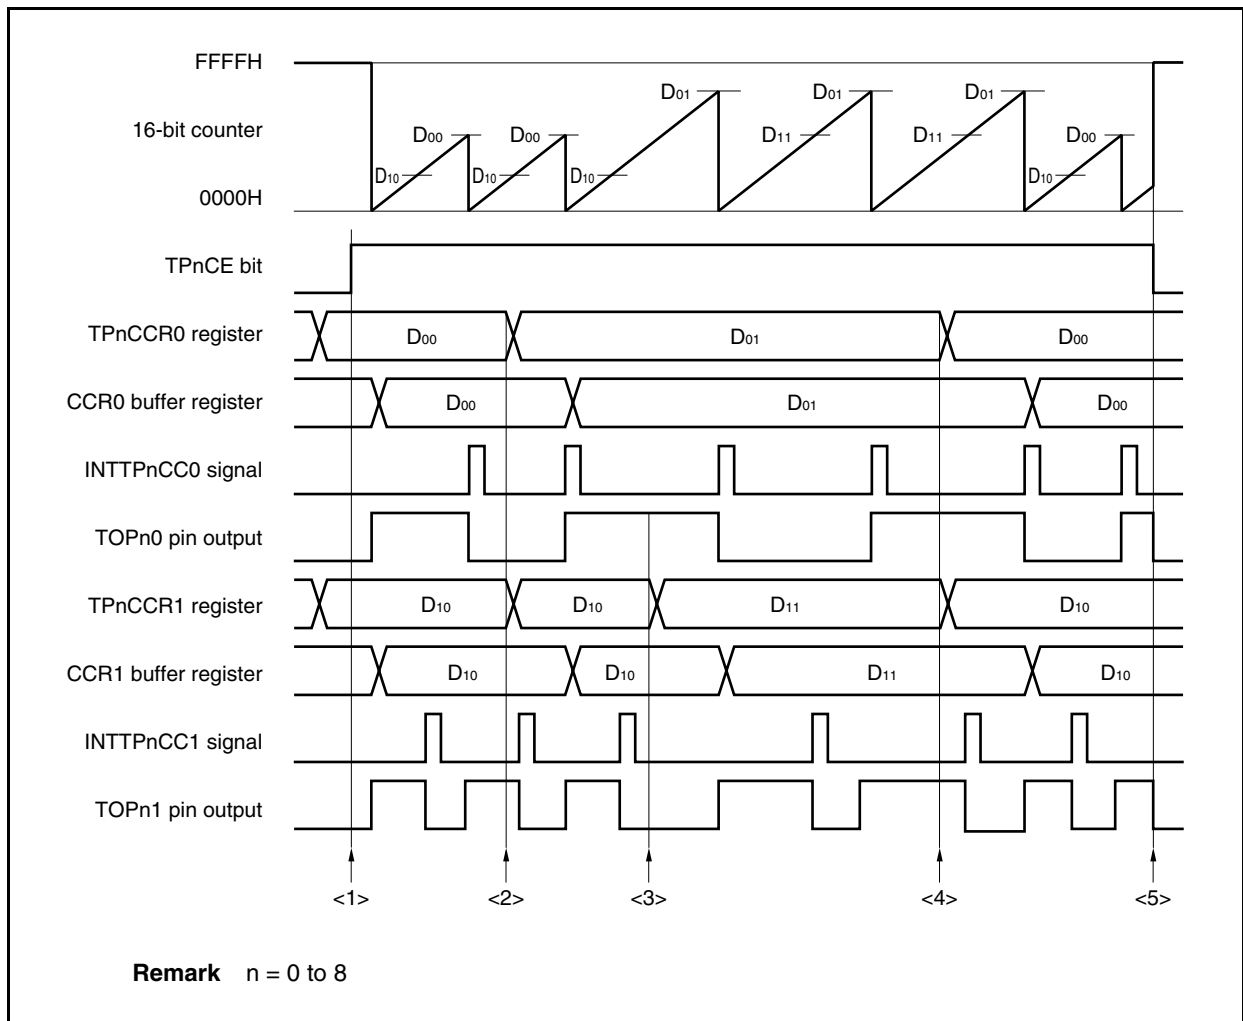 FFFFH
D01 D01 D01
16-bit counter
D00 D00 D11 D11 D00
D10 D10 D10 D10
0000H
TPnCE bit
TPnCCR0 register D00 D01 D00
CCR0 buffer register D00 D01 D00
INTTPnCC0 signal
TOPn0 pin output
TPnCCR1 register D10 D10 D11 D10
CCR1 buffer register D10 D10 D11 D10
INTTPnCC1 signal
TOPn1 pin output
<1> <2> <3> <4> <5>
Remark n = 0 to 8